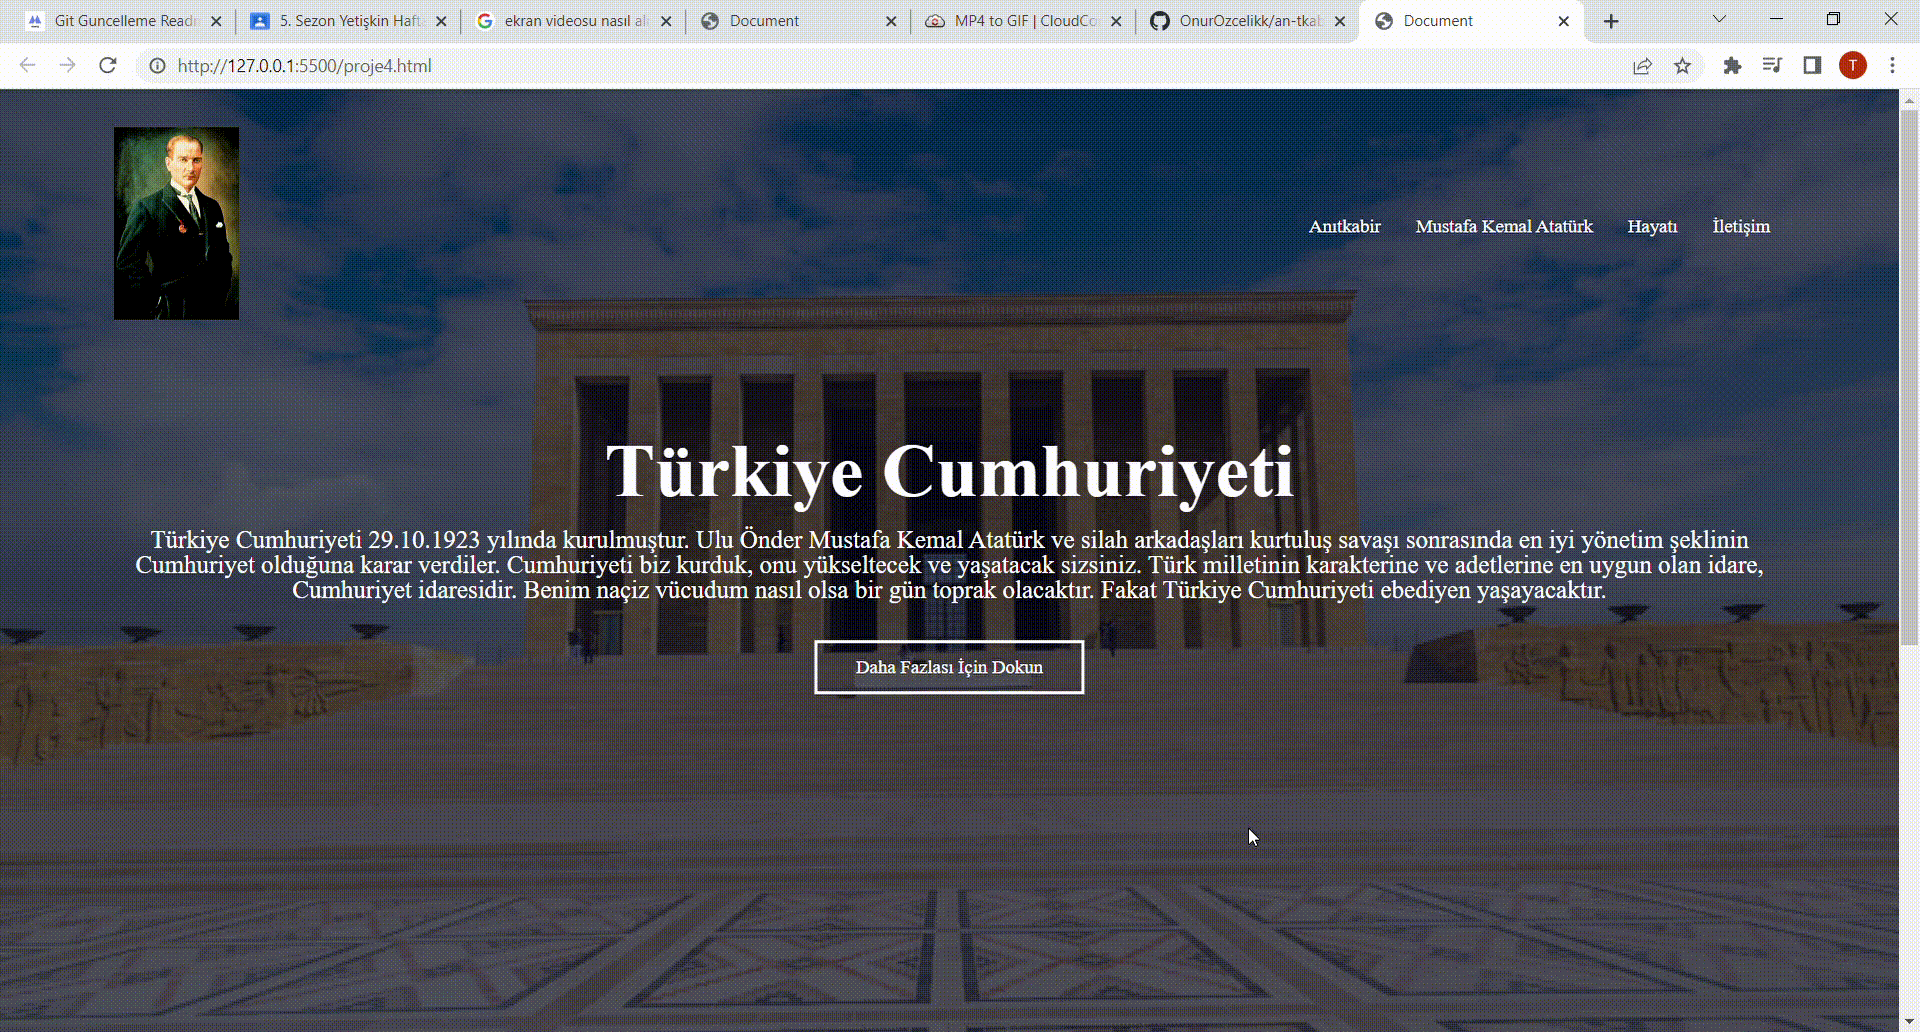 Git Guncelleme Readm
5. Sezon Yetişkin Hafta
ekran videosu nasıl al
Document
MP4 to GIF | CloudCo
OnurOzcelikk/an-tkab
Document
http://127.0.0.1:5500/proje4.html
T
Anıtkabir
Mustafa Kemal Atatürk
Hayatı
İletişim
Türkiye Cumhuriyeti
Türkiye Cumhuriyeti 29.10.1923 yılında kurulmuştur. Ulu Önder Mustafa Kemal Atatürk ve silah arkadaşları kurtuluş savaşı sonrasında en iyi yönetim şeklinin
Cumhuriyet olduğuna karar verdiler. Cumhuriyeti biz kurduk, onu yükseltecek ve yaşatacak sizsiniz. Türk milletinin karakterine ve adetlerine en uygun olan idare,
Cumhuriyet idaresidir. Benim naçiz vücudum nasıl olsa bir gün toprak olacaktır. Fakat Türkiye Cumhuriyeti ebediyen yaşayacaktır.
Daha Fazlası İçin Dokun